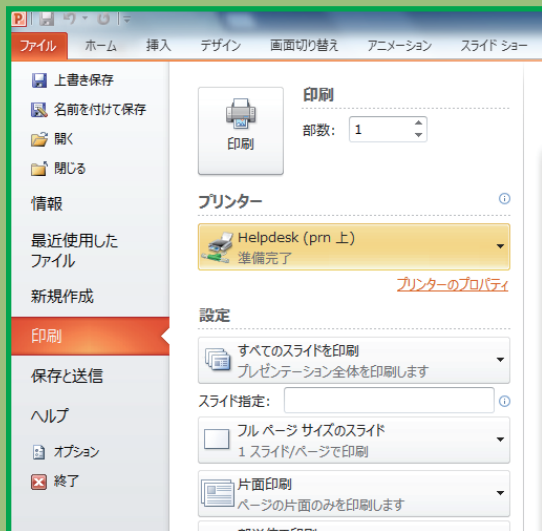 ファイル ホーム 挿入 デザイン 画面切り替え アニメーション スライド ショー
上書き保存
名前を付けて保存
開く
閉じる
情報
最近使用した
ファイル
新規作成
印刷
保存と送信
ヘルプ
オプション
終了
印刷
印刷
部数: 1
プリンター
Helpdesk (prn 上)
準備完了
プリンターのプロパティ
設定
すべてのスライドを印刷
プレゼンテーション全体を印刷します
スライド指定:
フル ページ サイズのスライド
1 スライド/ページで印刷
片面印刷
ページの片面のみを印刷します